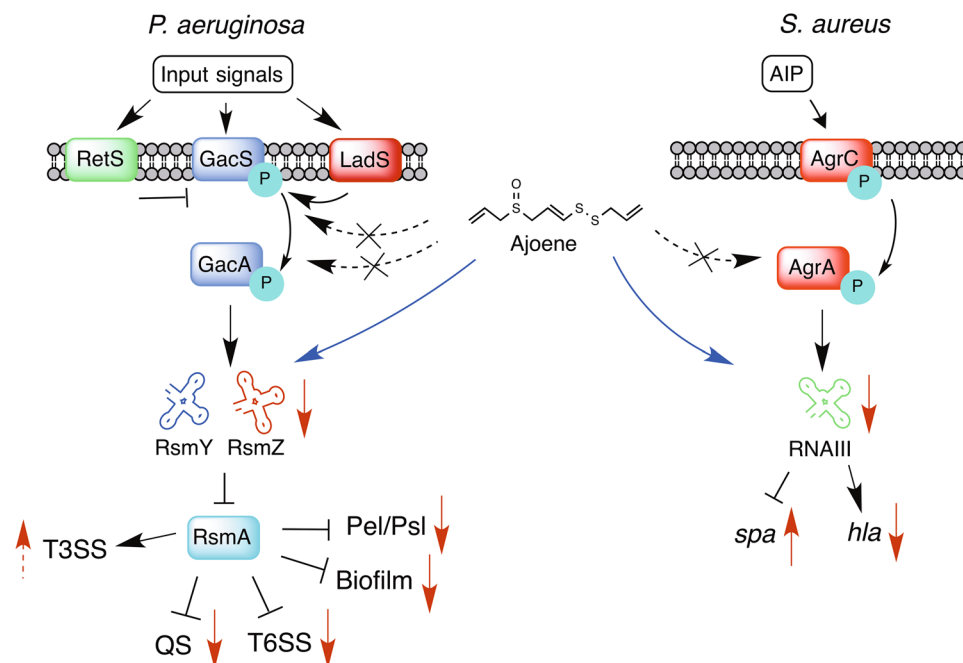 P. aeruginosa
S. aureus
Input signals
AIP
RetS
GacS
LadS
AgrC
P
P
O
S
S
S
Ajoene
GacA
AgrA
P
P
RsmY
RsmZ
RNAIII
Pel/Psl
spa
hla
T3SS
RsmA
Biofilm
QS
T6SS